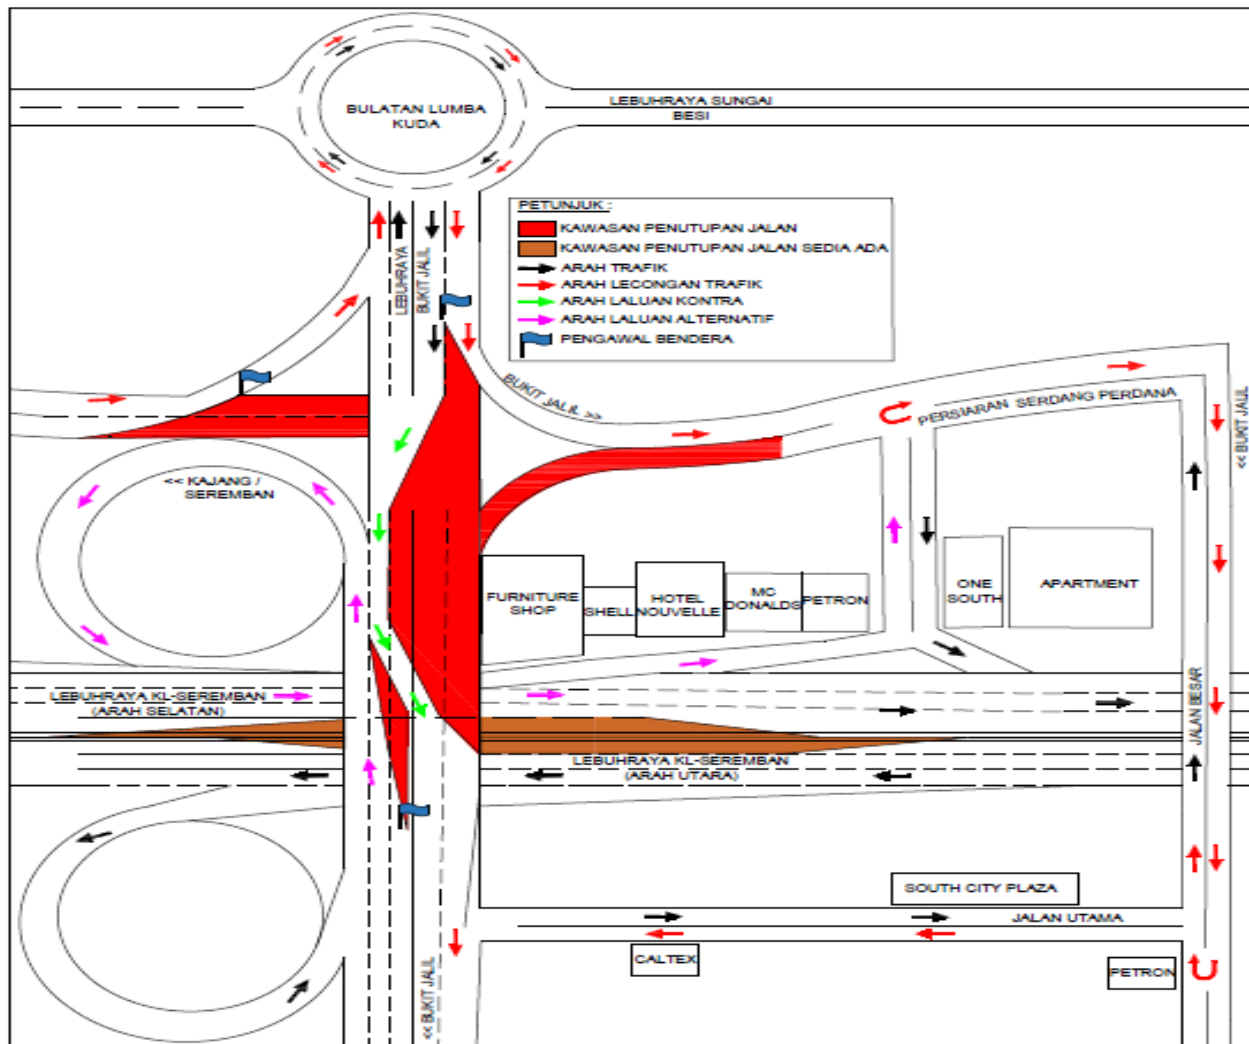 BULATAN LUMBA
KUDA
LEBUHRAYA SUNGAI
BESI
PETUNJUK :
KAWASAN PENUTUPAN JALAN
KAWASAN PENUTUPAN JALAN SEDIA ADA
ARAH TRAFIK
ARAH LECONGAN TRAFIK
ARAH LALUAN KONTRA
ARAH LALUAN ALTERNATIF
PENGAWAL BENDERA
LEBUHRAYA
BUKIT JALIL
BUKIT JALIL >>
PERSIARAN SERDANG PERDANA
<< BUKIT JALIL
<< KAJANG /
SEREMBAN
FURNITURE
SHOP
SHELL
HOTEL
NOUVELLE
MC
DONALDS
PETRON
ONE
SOUTH
APARTMENT
LEBUHRAYA KL-SEREMBAN
(ARAH SELATAN)
JALAN BESAR
LEBUHRAYA KL-SEREMBAN
(ARAH UTARA)
SOUTH CITY PLAZA
JALAN UTAMA
CALTEX
PETRON
<< BUKIT JALIL